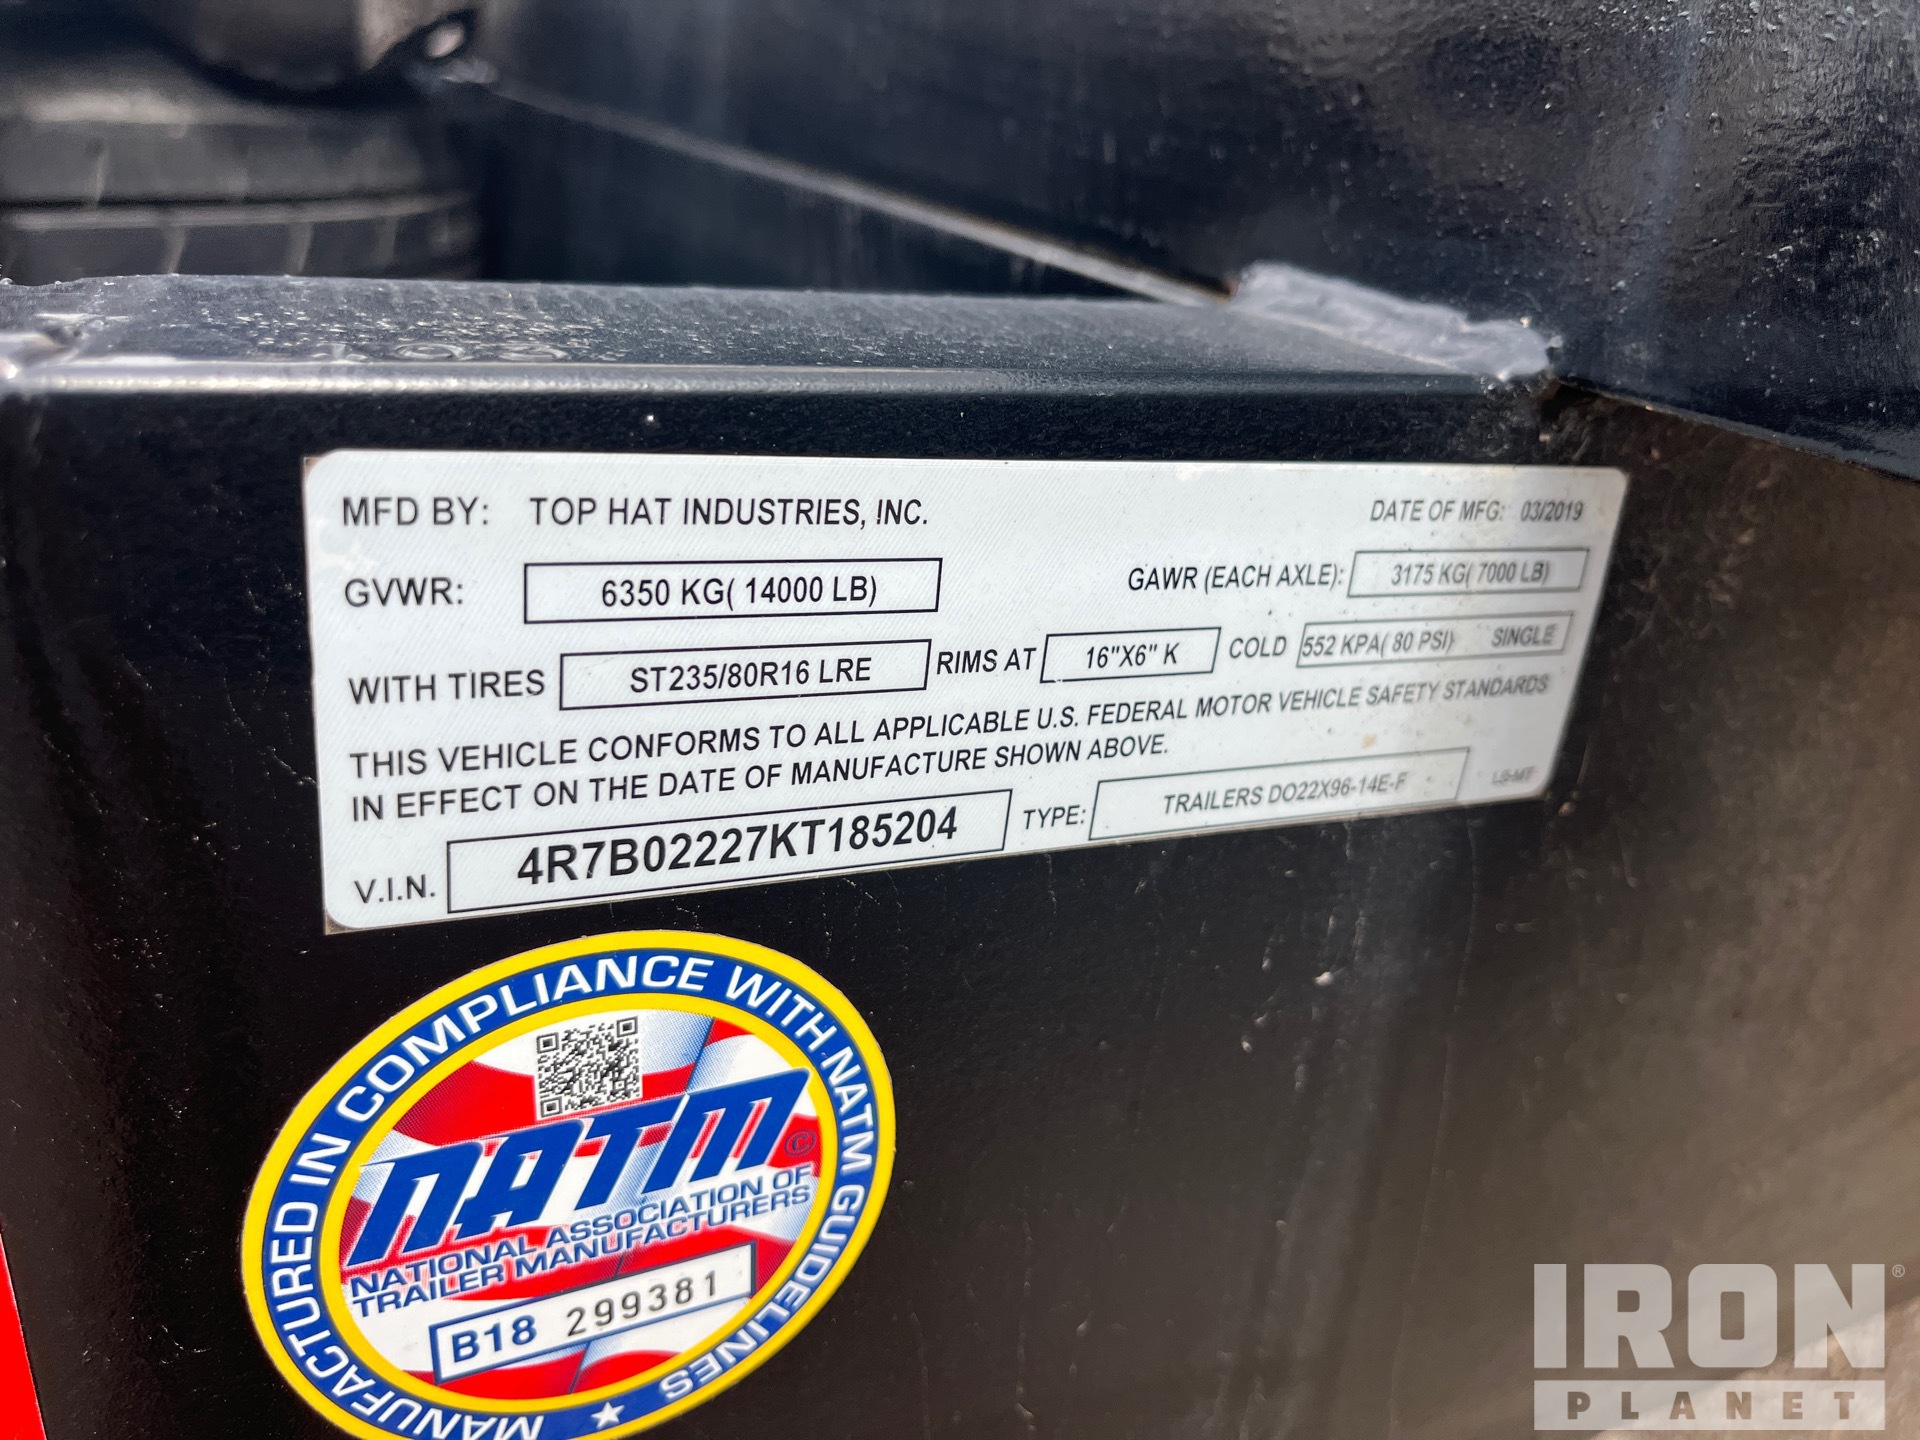 MFD BY: TOP HAT INDUSTRIES, INC. DATE OF MFG: 03/2019
GVWR: 6350 KG( 14000 LB) GAWR (EACH AXLE): 3175 KG( 7000 LB)
WITH TIRES ST235/80R16 LRE RIMS AT 16"X6" K COLD 552 KPA( 80 PSI) SINGLE
THIS VEHICLE CONFORMS TO ALL APPLICABLE U.S. FEDERAL MOTOR VEHICLE SAFETY STANDARDS
IN EFFECT ON THE DATE OF MANUFACTURE SHOWN ABOVE.
V.I.N. 4R7B02227KT185204 TYPE: TRAILERS DO22X96-14E-F
MANUFACTURED IN COMPLIANCE WITH NATM GUIDELINES
NATM ©
NATIONAL ASSOCIATION OF
TRAILER MANUFACTURERS
B18 299381
IRON ®
PLANET